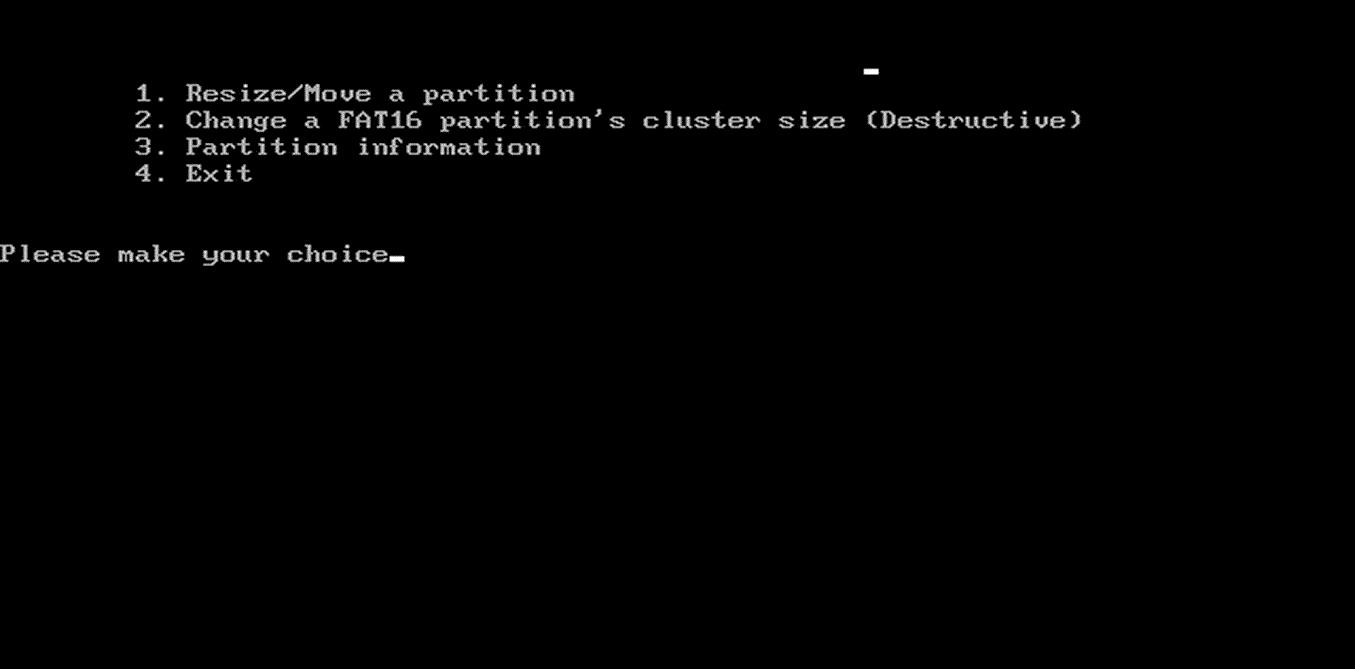 1. Resize/Move a partition
2. Change a FAT16 partition's cluster size (Destructive)
3. Partition information
4. Exit
Please make your choice